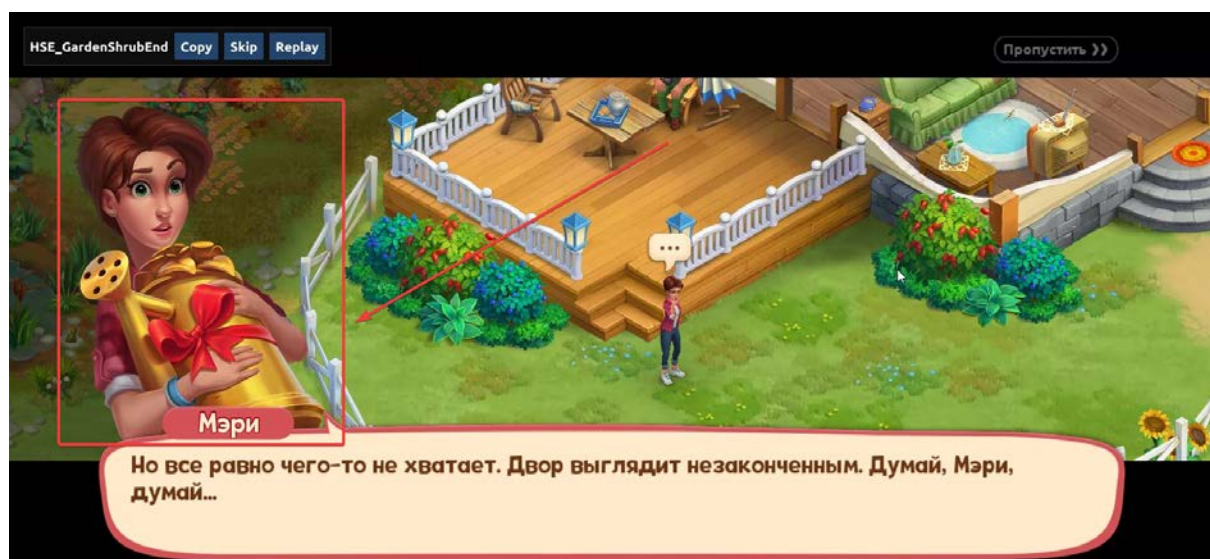 HSE_GardenShrubEnd Copy Skip Replay
Пропустить
Мэри
Но все равно чего-то не хватает. Двор выглядит незаконченным. Думай, Мэри,
думай...